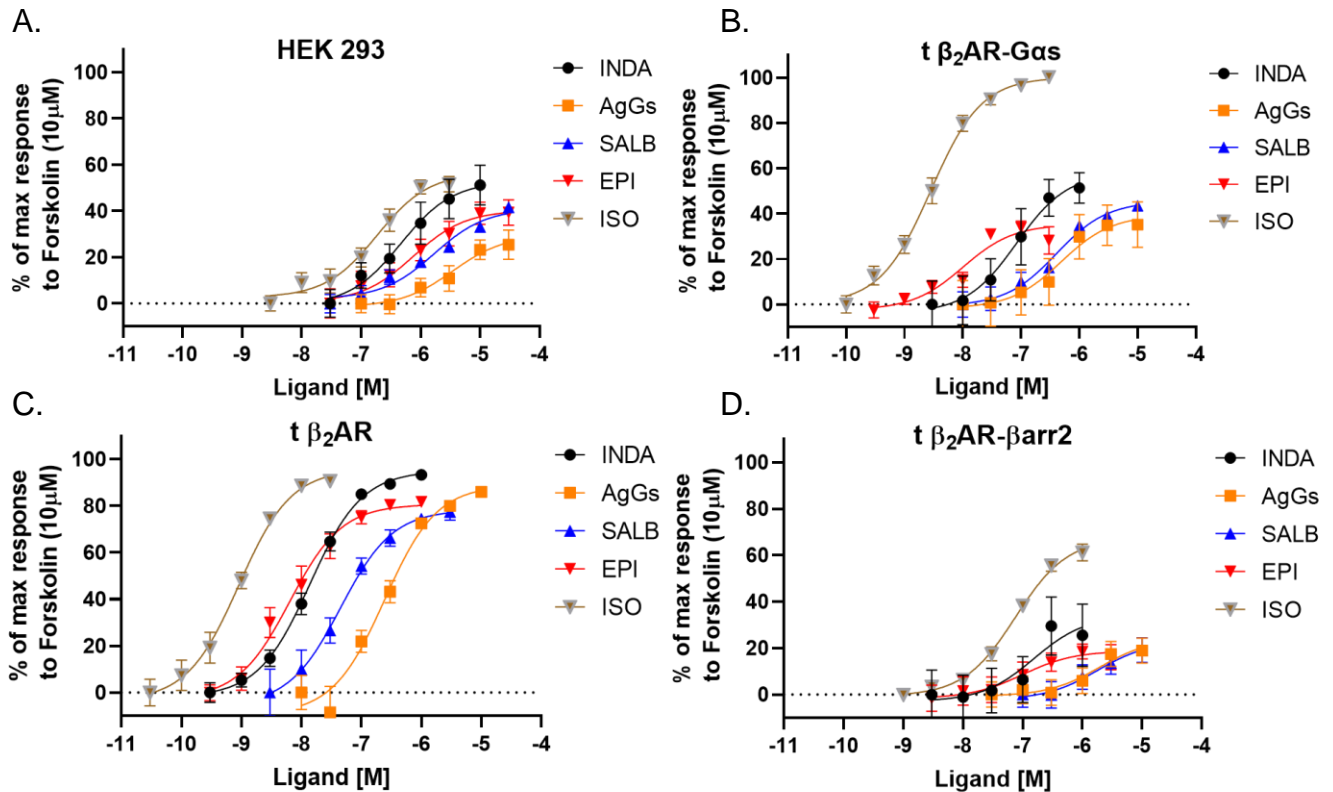 A.
HEK 293
% of max response
to Forskolin (10μM)
100
80
60
40
20
0
-11 -10 -9 -8 -7 -6 -5 -4
Ligand [M]
INDA
AgGs
SALB
EPI
ISO
B.
t β₂AR-Gαs
% of max response
to Forskolin (10μM)
100
80
60
40
20
0
-11 -10 -9 -8 -7 -6 -5 -4
Ligand [M]
INDA
AgGs
SALB
EPI
ISO
C.
t β₂AR
% of max response
to Forskolin (10μM)
100
80
60
40
20
0
-11 -10 -9 -8 -7 -6 -5 -4
Ligand [M]
INDA
AgGs
SALB
EPI
ISO
D.
t β₂AR-βarr2
% of max response
to Forskolin (10μM)
100
80
60
40
20
0
-11 -10 -9 -8 -7 -6 -5 -4
Ligand [M]
INDA
AgGs
SALB
EPI
ISO